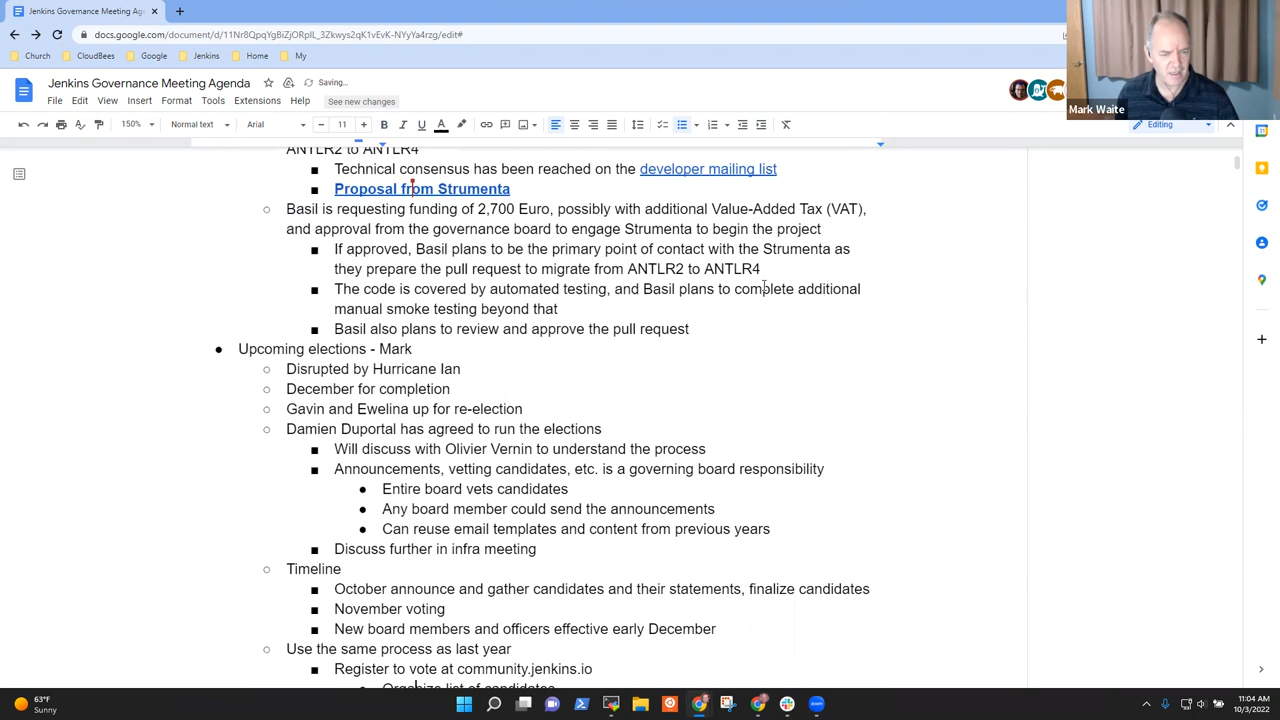 Jenkins Governance Meeting Age
docs.google.com/document/d/11Nr8QpqYgBiZjORpIL_3Zkwys2qK1vEvK-NYyYa4rzg/edit#
Church
CloudBees
Google
Jenkins
Home
My
Jenkins Governance Meeting Agenda
Saving...
File Edit View Insert Format Tools Extensions Help
See new changes
150%
Normal text
Arial
11
Editing
Mark Waite
ANTLR2 to ANTLR4
■ Technical consensus has been reached on the developer mailing list
■ Proposal from Strumenta
○ Basil is requesting funding of 2,700 Euro, possibly with additional Value-Added Tax (VAT),
and approval from the governance board to engage Strumenta to begin the project
■ If approved, Basil plans to be the primary point of contact with the Strumenta as
they prepare the pull request to migrate from ANTLR2 to ANTLR4
■ The code is covered by automated testing, and Basil plans to complete additional
manual smoke testing beyond that
■ Basil also plans to review and approve the pull request
● Upcoming elections - Mark
○ Disrupted by Hurricane Ian
○ December for completion
○ Gavin and Ewelina up for re-election
○ Damien Duportal has agreed to run the elections
■ Will discuss with Olivier Vernin to understand the process
■ Announcements, vetting candidates, etc. is a governing board responsibility
● Entire board vets candidates
● Any board member could send the announcements
● Can reuse email templates and content from previous years
■ Discuss further in infra meeting
○ Timeline
■ October announce and gather candidates and their statements, finalize candidates
■ November voting
■ New board members and officers effective early December
○ Use the same process as last year
■ Register to vote at community.jenkins.io
● Organize list of candidates
63°F
Sunny
11:04 AM
10/3/2022